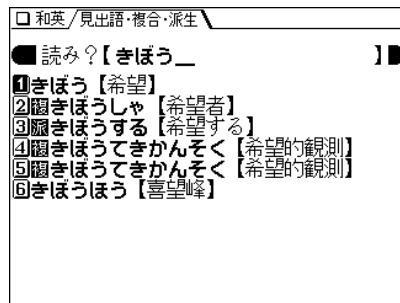 □ 和英/見出語·複合·派生
読み?【きぼう＿ 】
1きぼう【希望】
2複きぼうしゃ【希望者】
3派きぼうする【希望する】
4複きぼうてきかんそく【希望的観測】
5複きぼうてきかんそく【希望的観測】
6きぼうほう【喜望峰】